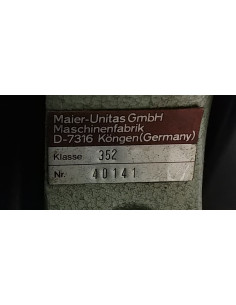 Maier-Unitas GmbH
Maschinenfabrik
D-7316 Köngen(Germany)
Klasse 352
Nr. 40141